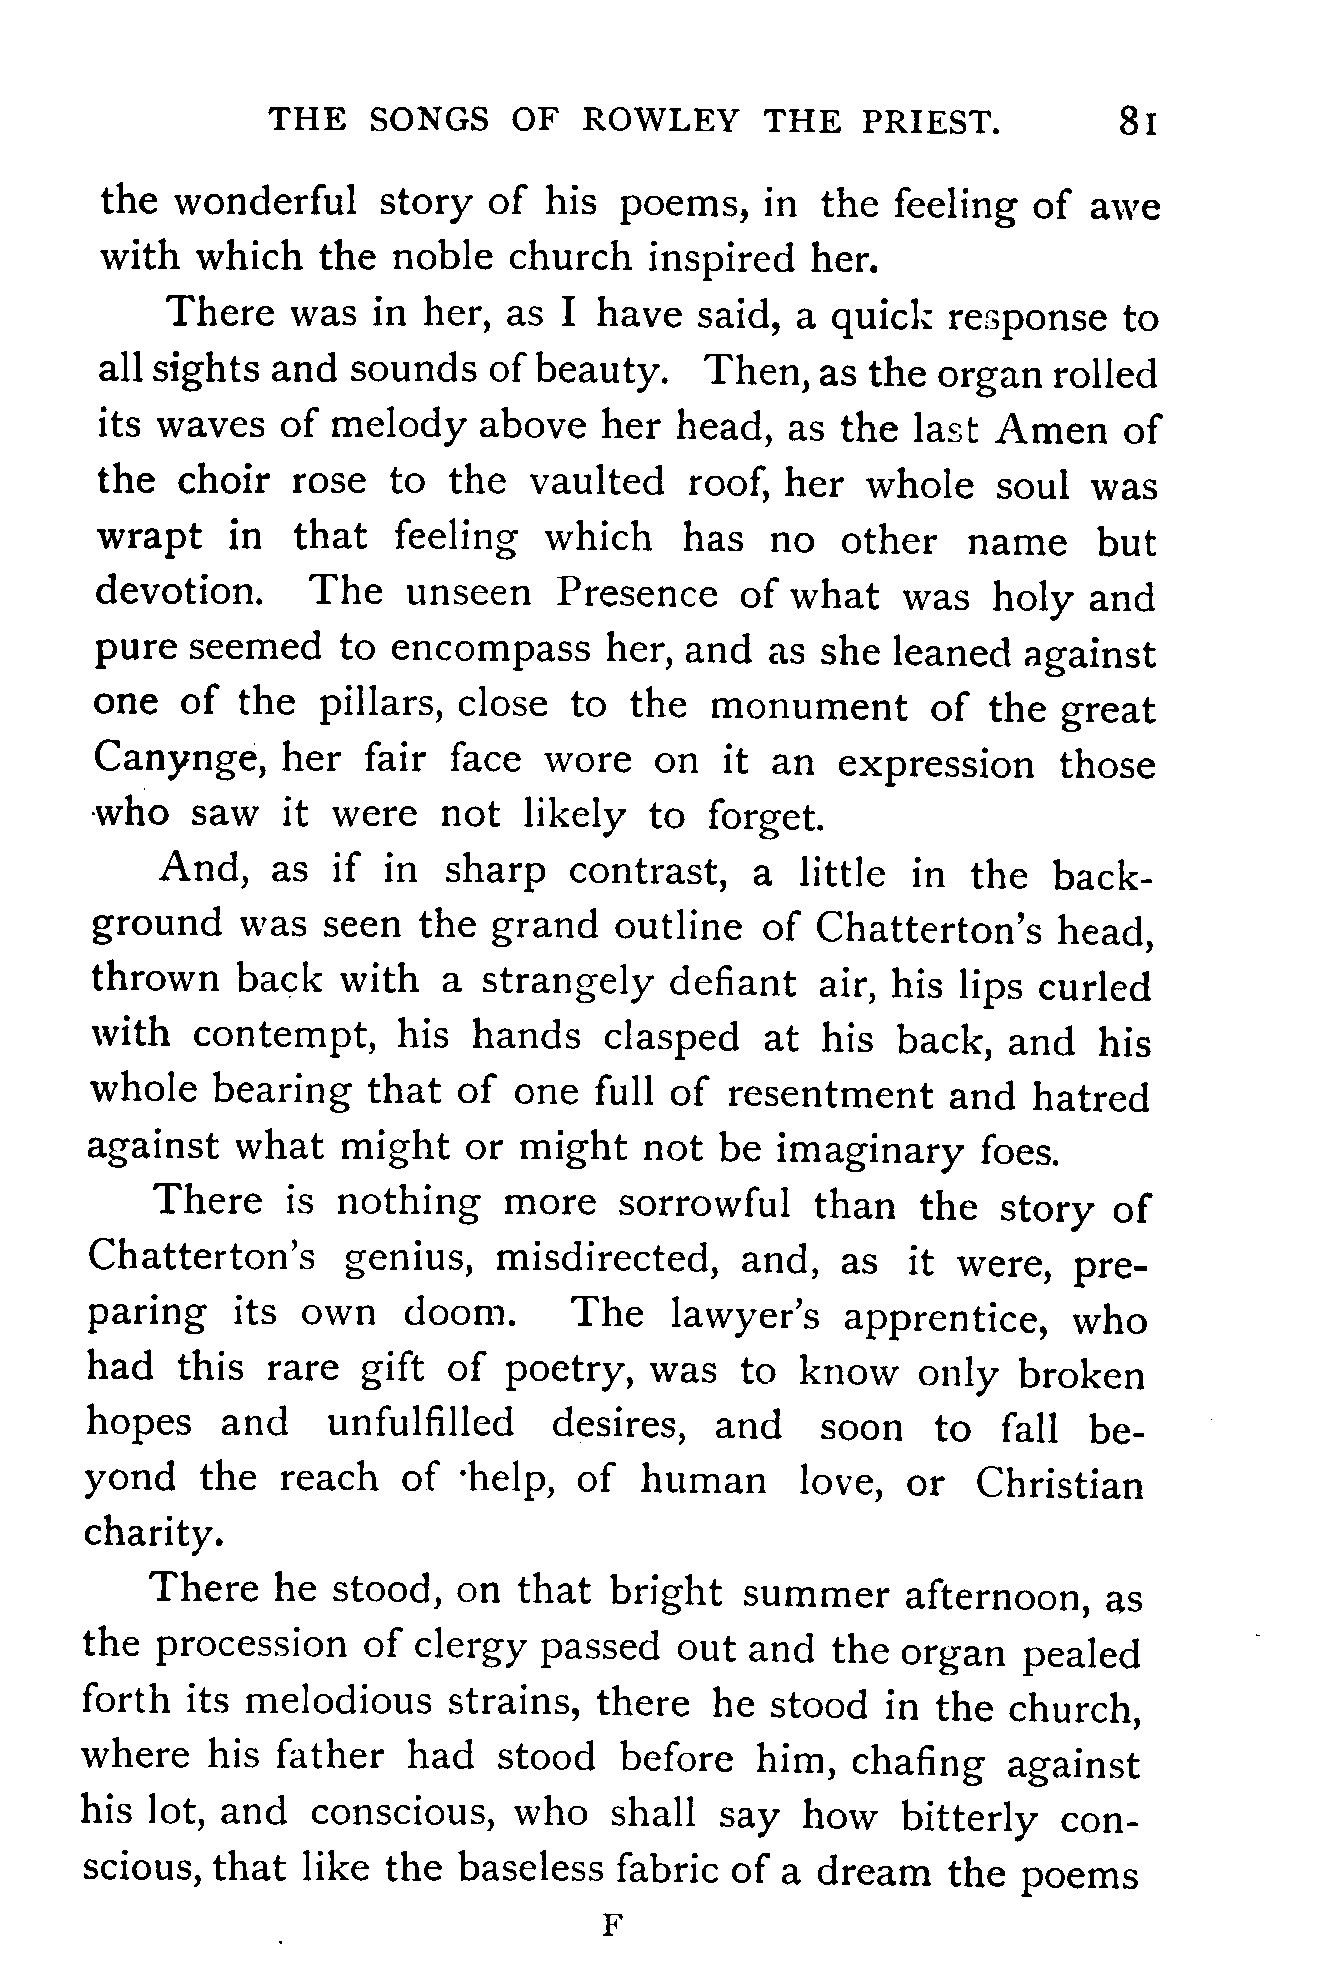 THE SONGS OF ROWLEY THE PRIEST. 81
the wonderful story of his poems, in the feeling of awe
with which the noble church inspired her.
There was in her, as I have said, a quick response to
all sights and sounds of beauty. Then, as the organ rolled
its waves of melody above her head, as the last Amen of
the choir rose to the vaulted roof, her whole soul was
wrapt in that feeling which has no other name but
devotion. The unseen Presence of what was holy and
pure seemed to encompass her, and as she leaned against
one of the pillars, close to the monument of the great
Canynge, her fair face wore on it an expression those
who saw it were not likely to forget.
And, as if in sharp contrast, a little in the back-
ground was seen the grand outline of Chatterton's head,
thrown back with a strangely defiant air, his lips curled
with contempt, his hands clasped at his back, and his
whole bearing that of one full of resentment and hatred
against what might or might not be imaginary foes.
There is nothing more sorrowful than the story of
Chatterton's genius, misdirected, and, as it were, pre-
paring its own doom. The lawyer's apprentice, who
had this rare gift of poetry, was to know only broken
hopes and unfulfilled desires, and soon to fall be-
yond the reach of help, of human love, or Christian
charity.
There he stood, on that bright summer afternoon, as
the procession of clergy passed out and the organ pealed
forth its melodious strains, there he stood in the church,
where his father had stood before him, chafing against
his lot, and conscious, who shall say how bitterly con-
scious, that like the baseless fabric of a dream the poems
F